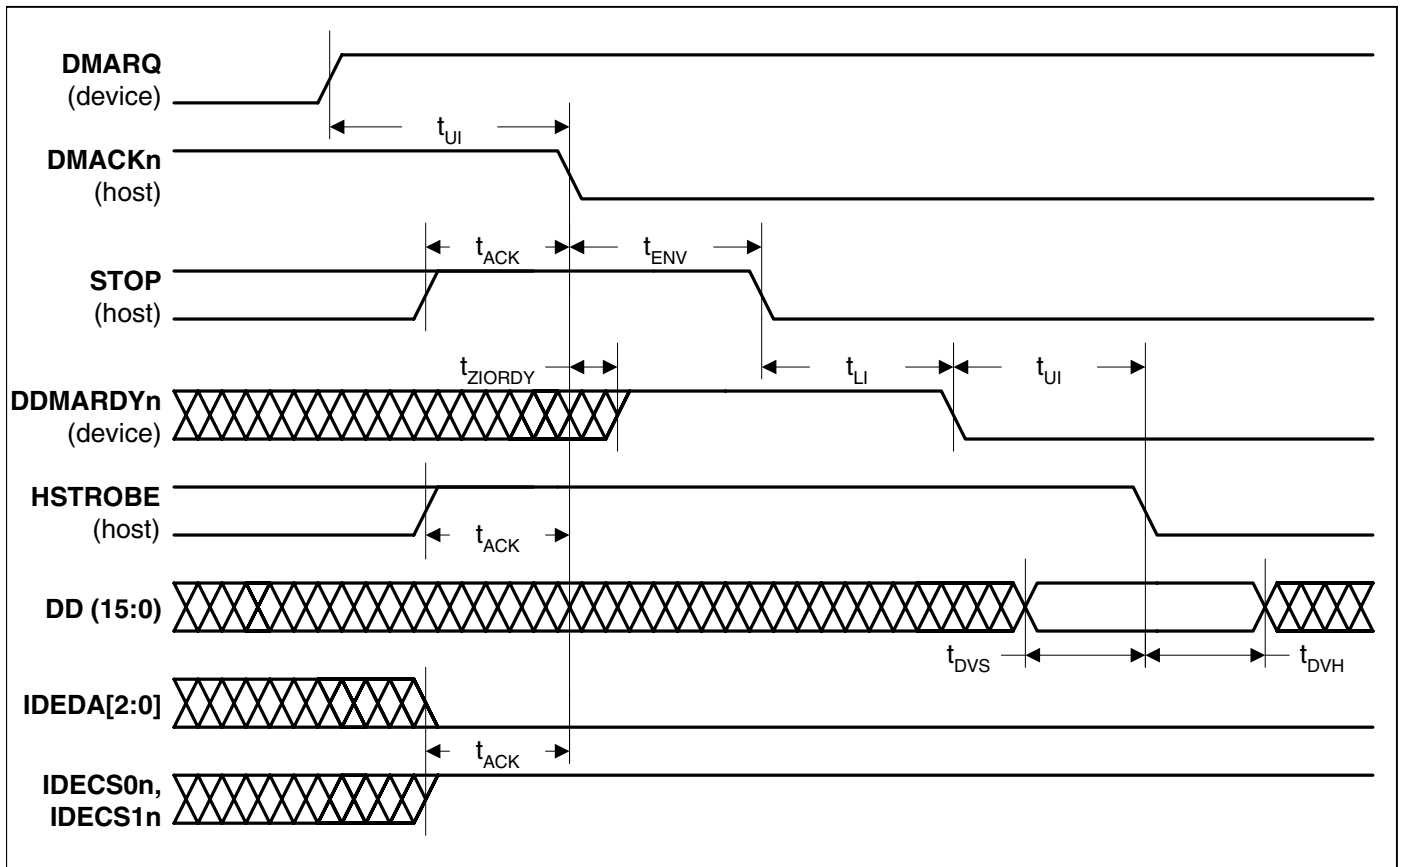 DMARQ
(device)
tUI
DMACKn
(host)
tACK
tENV
STOP
(host)
tZIORDY
tLI
tUI
DDMARDYn
(device)
HSTROBE
(host)
tACK
DD (15:0)
tDVS
tDVH
IDEDA[2:0]
tACK
IDECS0n,
IDECS1n